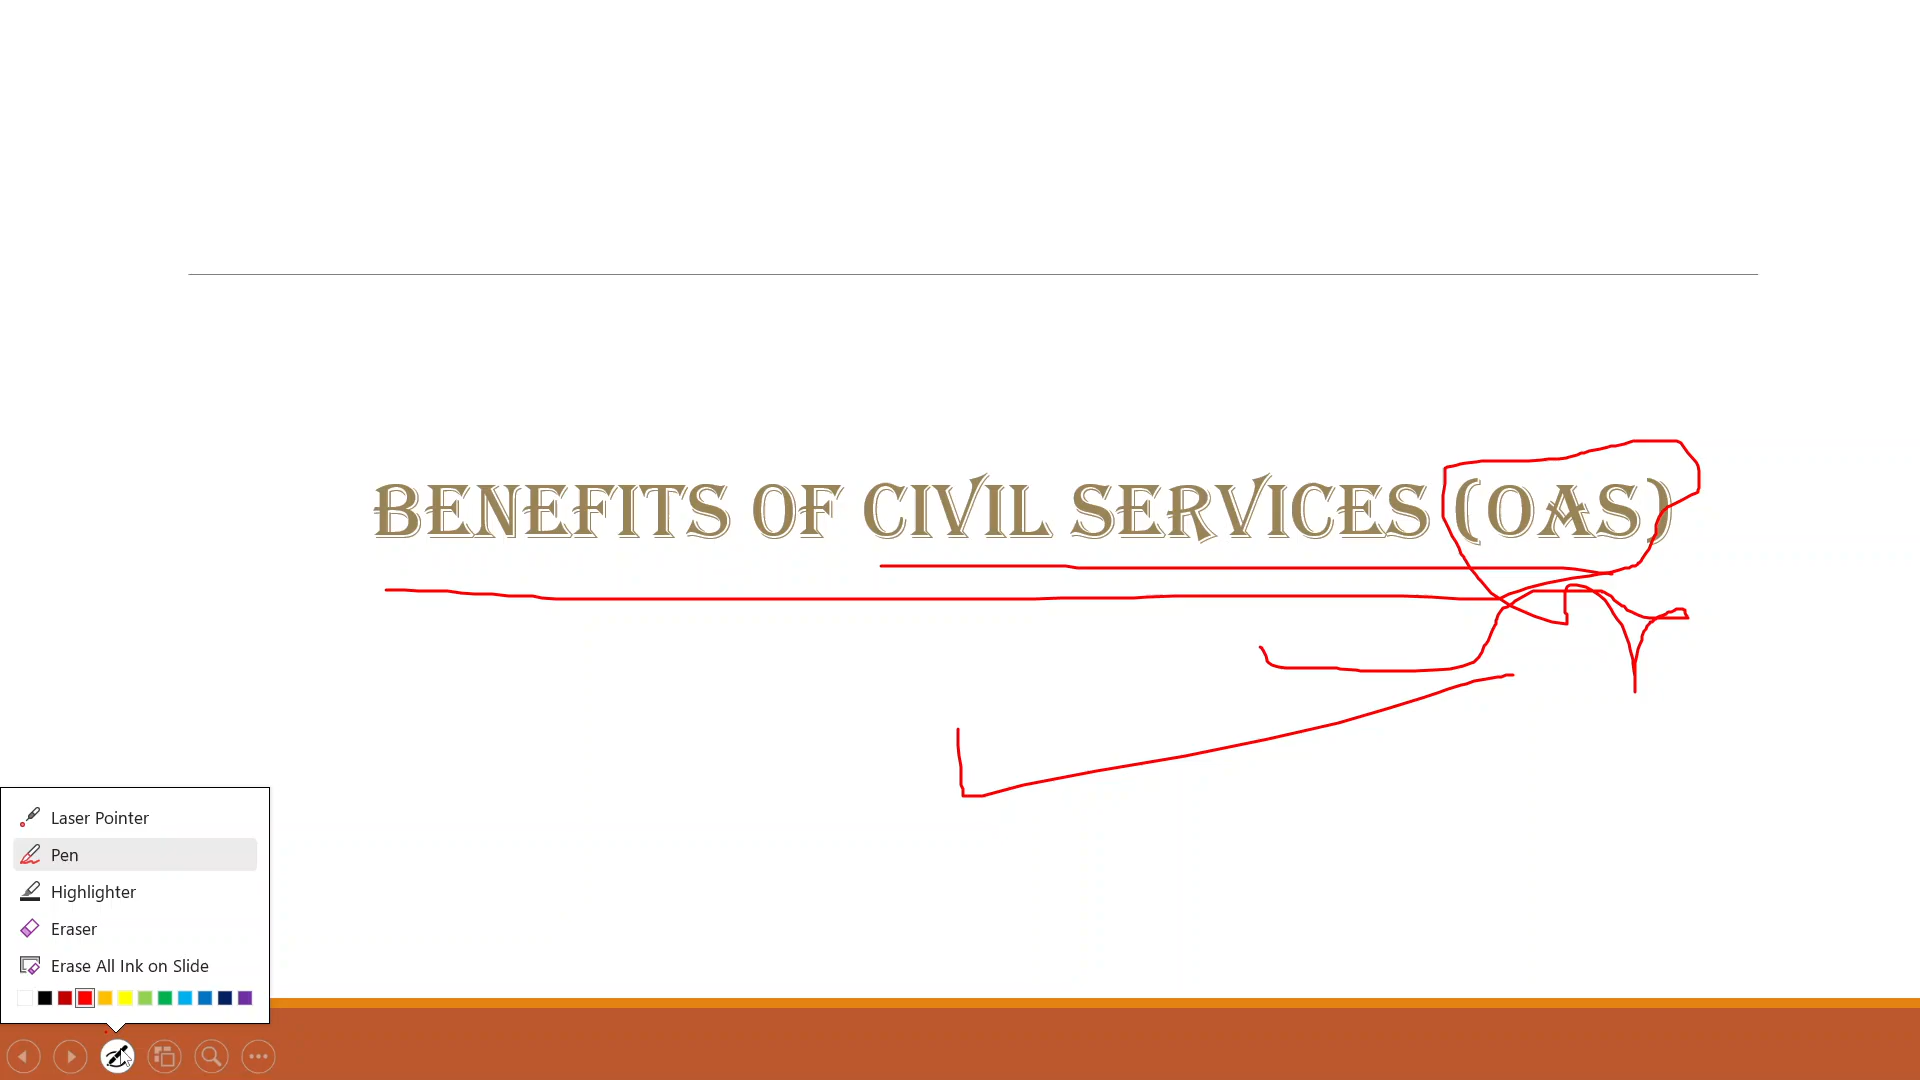 BENEFITS OF CIVIL SERVICES (OAS)
Laser Pointer
Pen
Highlighter
Eraser
Erase All Ink on Slide